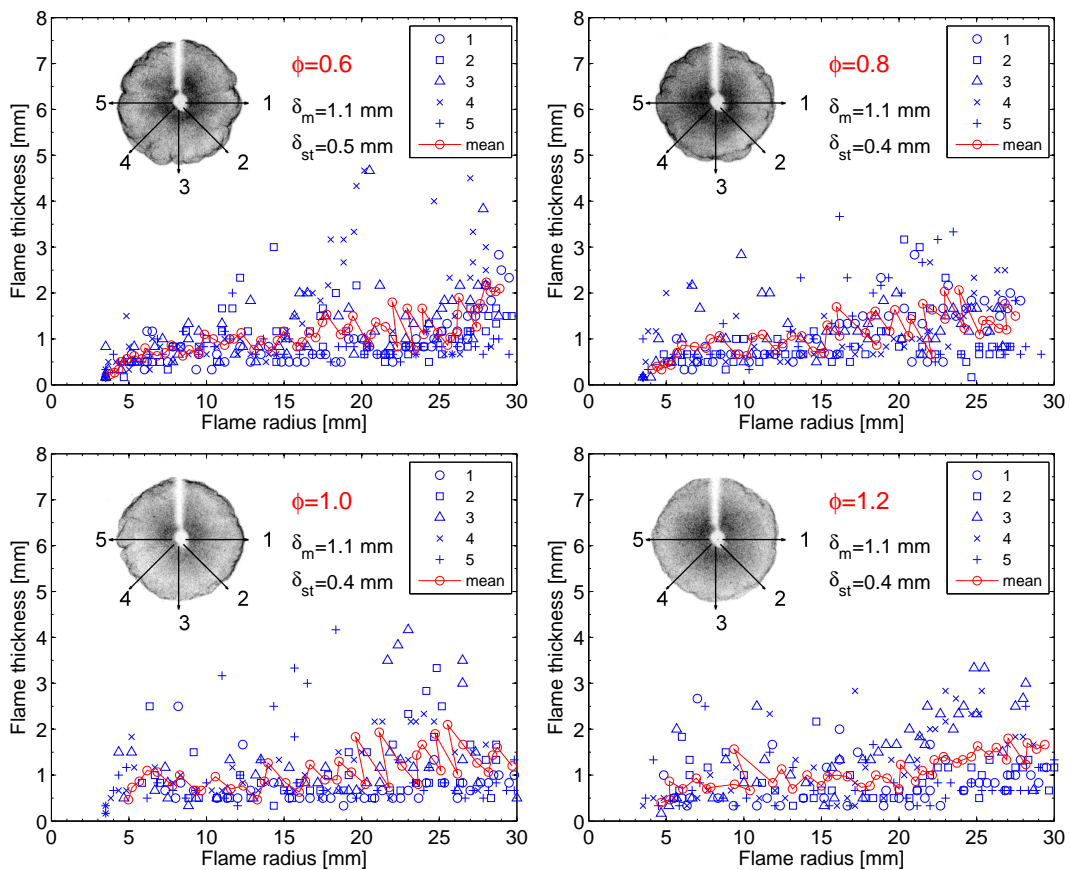 8
7
6
5
4
3
2
1
0
Flame thickness [mm]
0 5 10 15 20 25 30
Flame radius [mm]
ϕ=0.6
δm=1.1 mm
δst=0.5 mm
5
1
4
2
3
1
2
3
4
5
mean
8
7
6
5
4
3
2
1
0
Flame thickness [mm]
0 5 10 15 20 25 30
Flame radius [mm]
ϕ=0.8
δm=1.1 mm
δst=0.4 mm
5
1
4
2
3
1
2
3
4
5
mean
8
7
6
5
4
3
2
1
0
Flame thickness [mm]
0 5 10 15 20 25 30
Flame radius [mm]
ϕ=1.0
δm=1.1 mm
δst=0.4 mm
5
1
4
2
3
1
2
3
4
5
mean
8
7
6
5
4
3
2
1
0
Flame thickness [mm]
0 5 10 15 20 25 30
Flame radius [mm]
ϕ=1.2
δm=1.1 mm
δst=0.4 mm
5
1
4
2
3
1
2
3
4
5
mean